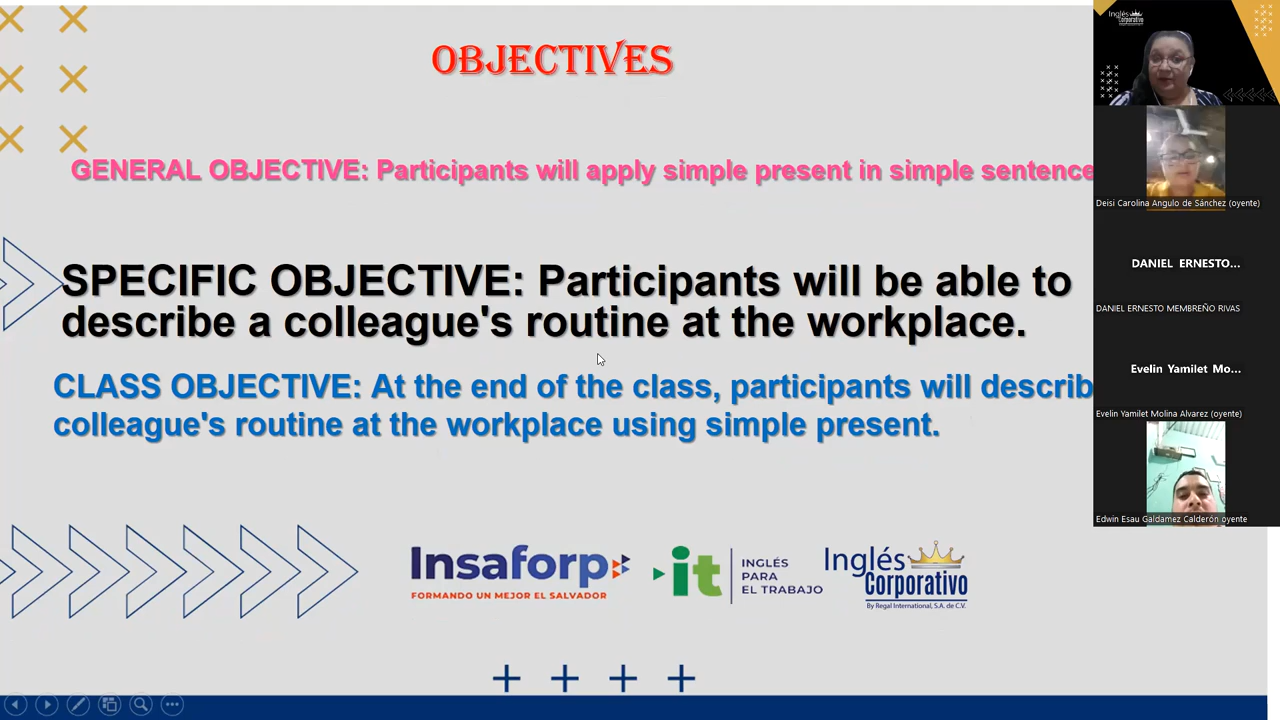 OBJECTIVES
GENERAL OBJECTIVE: Participants will apply simple present in simple sentence
SPECIFIC OBJECTIVE: Participants will be able to
describe a colleague's routine at the workplace.
CLASS OBJECTIVE: At the end of the class, participants will describ
colleague's routine at the workplace using simple present.
Insaforp
FORMANDO UN MEJOR EL SALVADOR
it
INGLÉS
PARA
EL TRABAJO
Inglés
Corporativo
By Regal International, S.A. de C.V.
Inglés
Corporativo
Deisi Carolina Angulo de Sánchez (oyente)
DANIEL ERNESTO...
DANIEL ERNESTO MEMBREÑO RIVAS
Evelin Yamilet Mo...
Evelin Yamilet Molina Alvarez (oyente)
Edwin Esau Galdamez Calderón oyente